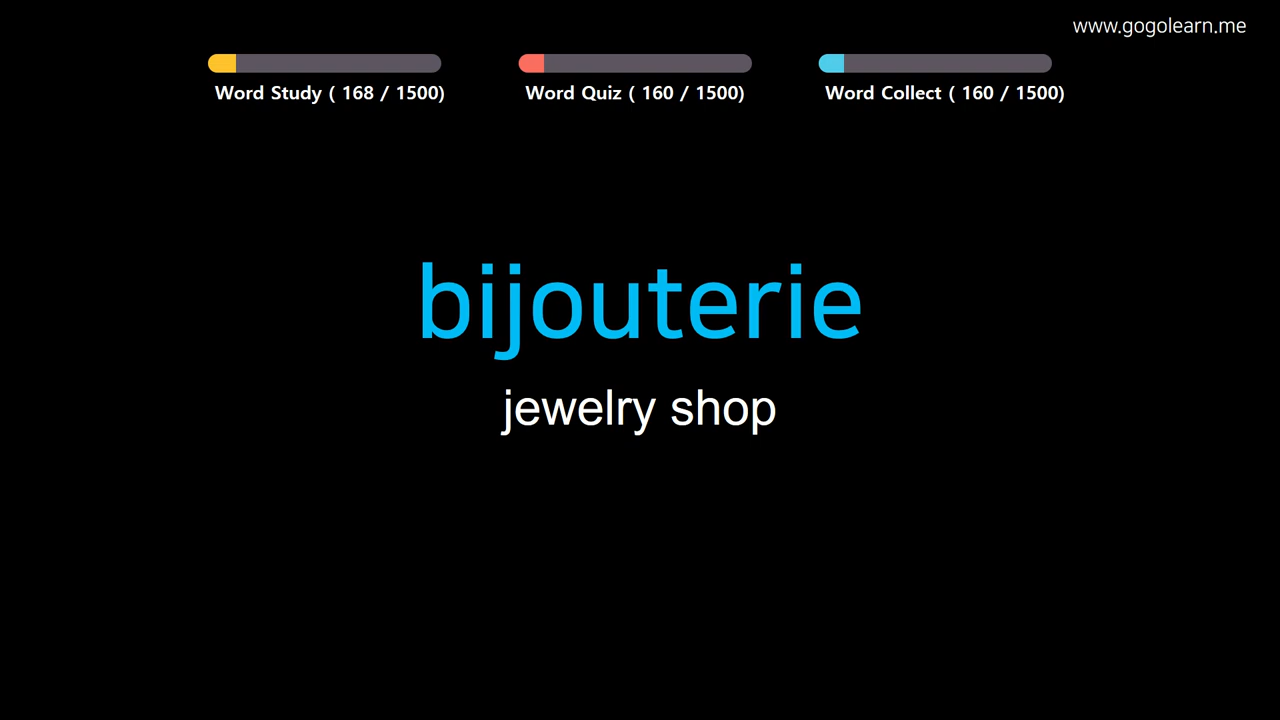 www.gogolearn.me
Word Study ( 168 / 1500)
Word Quiz ( 160 / 1500)
Word Collect ( 160 / 1500)
bijouterie
jewelry shop